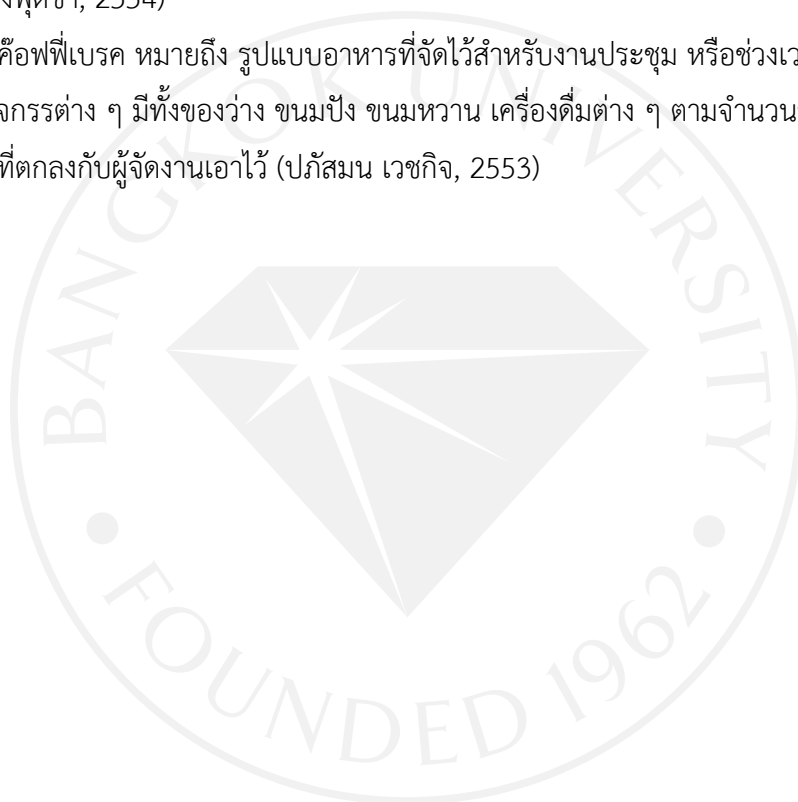 งพุดซา, 2554)
ค๊อฟฟี่เบรค หมายถึง รูปแบบอาหารที่จัดไว้สำหรับงานประชุม หรือช่วงเว
จกรรต่าง ๆ มีทั้งของว่าง ขนมปัง ขนมหวาน เครื่องดื่มต่าง ๆ ตามจำนวน
ที่ตกลงกับผู้จัดงานเอาไว้ (ปภัสมน เวชกิจ, 2553)
BANGKOK UNIVERSITY
FOUNDED 1962